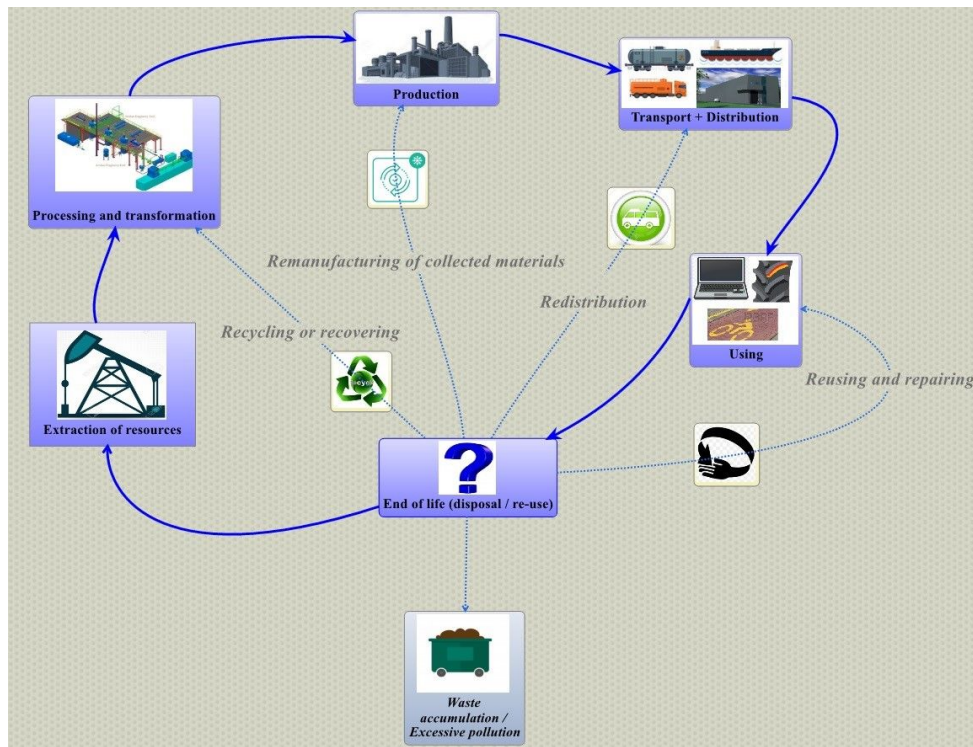 Production
Transport + Distribution
Processing and transformation
Remanufacturing of collected materials
Redistribution
Recycling or recovering
Using
Reusing and repairing
Extraction of resources
End of life (disposal / re-use)
Waste
accumulation /
Excessive pollution